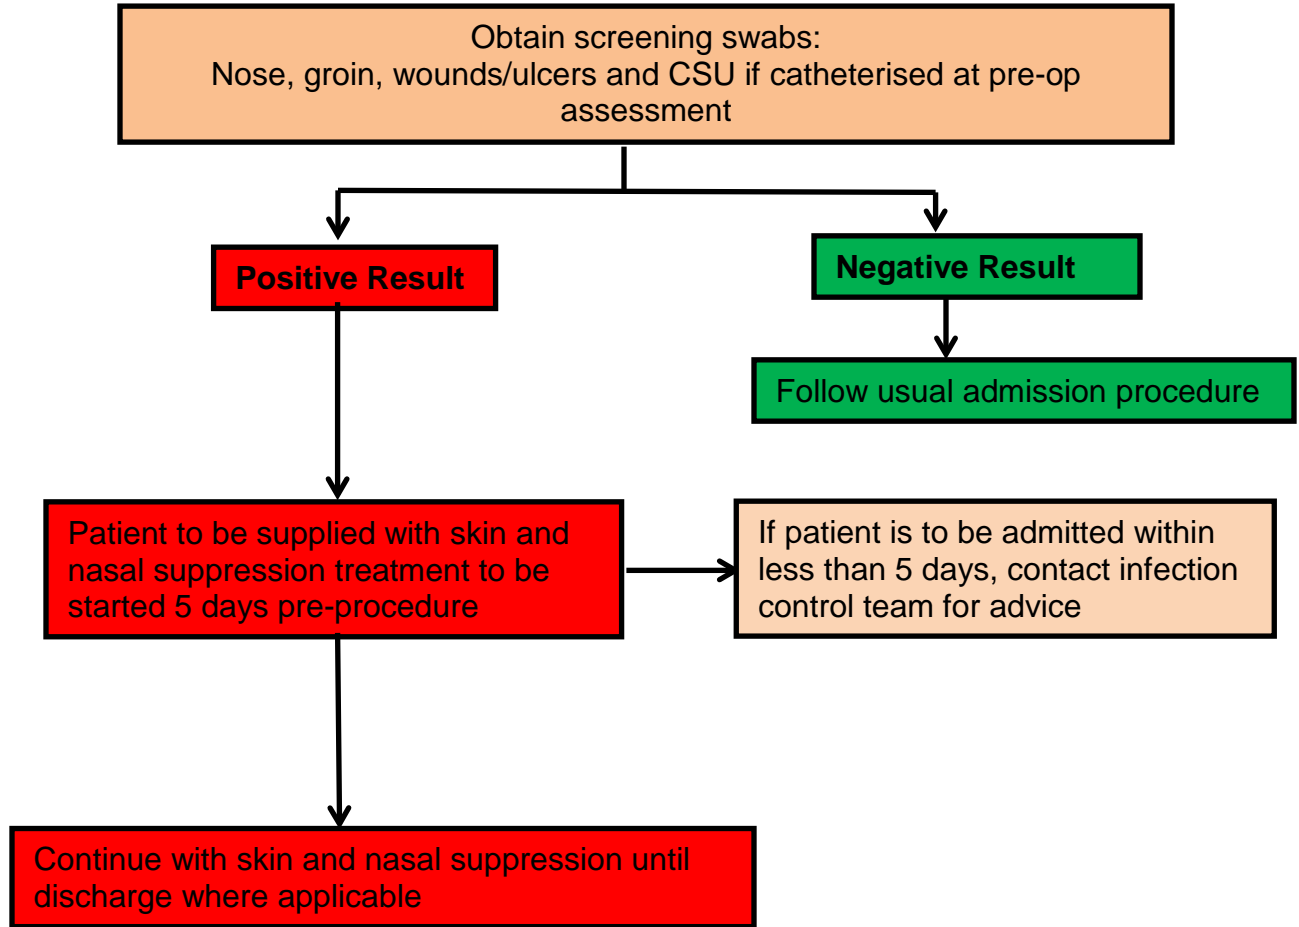 Obtain screening swabs:
Nose, groin, wounds/ulcers and CSU if catheterised at pre-op
assessment
Positive Result
Negative Result
Follow usual admission procedure
Patient to be supplied with skin and
nasal suppression treatment to be
started 5 days pre-procedure
If patient is to be admitted within
less than 5 days, contact infection
control team for advice
Continue with skin and nasal suppression until
discharge where applicable